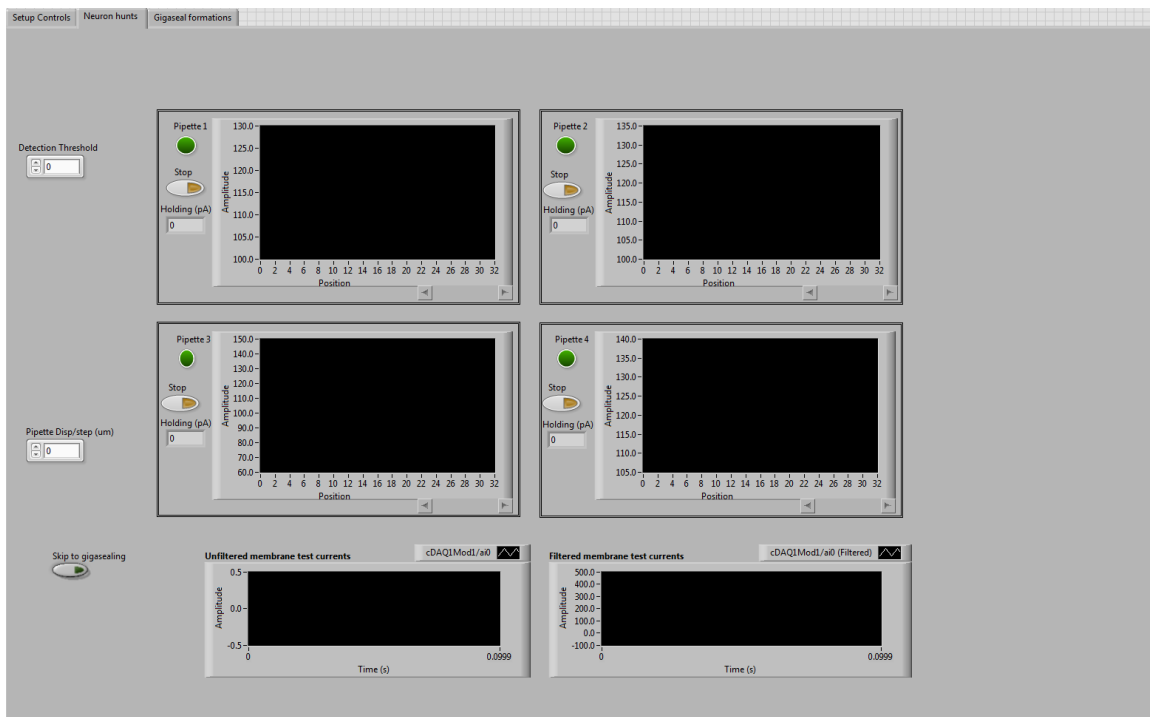 Setup Controls
Neuron hunts
Gigaseal formations
Detection Threshold
0
Pipette 1
Stop
Holding (pA)
0
Amplitude
130.0
125.0
120.0
115.0
110.0
105.0
100.0
0 2 4 6 8 10 12 14 16 18 20 22 24 26 28 30 32
Position
Pipette 2
Stop
Holding (pA)
0
Amplitude
135.0
130.0
125.0
120.0
115.0
110.0
105.0
100.0
0 2 4 6 8 10 12 14 16 18 20 22 24 26 28 30 32
Position
Pipette Disp/step (um)
0
Pipette 3
Stop
Holding (pA)
0
Amplitude
150.0
140.0
130.0
120.0
110.0
100.0
90.0
80.0
70.0
60.0
0 2 4 6 8 10 12 14 16 18 20 22 24 26 28 30 32
Position
Pipette 4
Stop
Holding (pA)
0
Amplitude
140.0
135.0
130.0
125.0
120.0
115.0
110.0
105.0
0 2 4 6 8 10 12 14 16 18 20 22 24 26 28 30 32
Position
Skip to gigasealing
Unfiltered membrane test currents
cDAQ1Mod1/ai0
Amplitude
0.5
0.0
-0.5
0 0.0999
Time (s)
Filtered membrane test currents
cDAQ1Mod1/ai0 (Filtered)
Amplitude
500.0
400.0
300.0
200.0
100.0
0.0
-100.0
0 0.0999
Time (s)